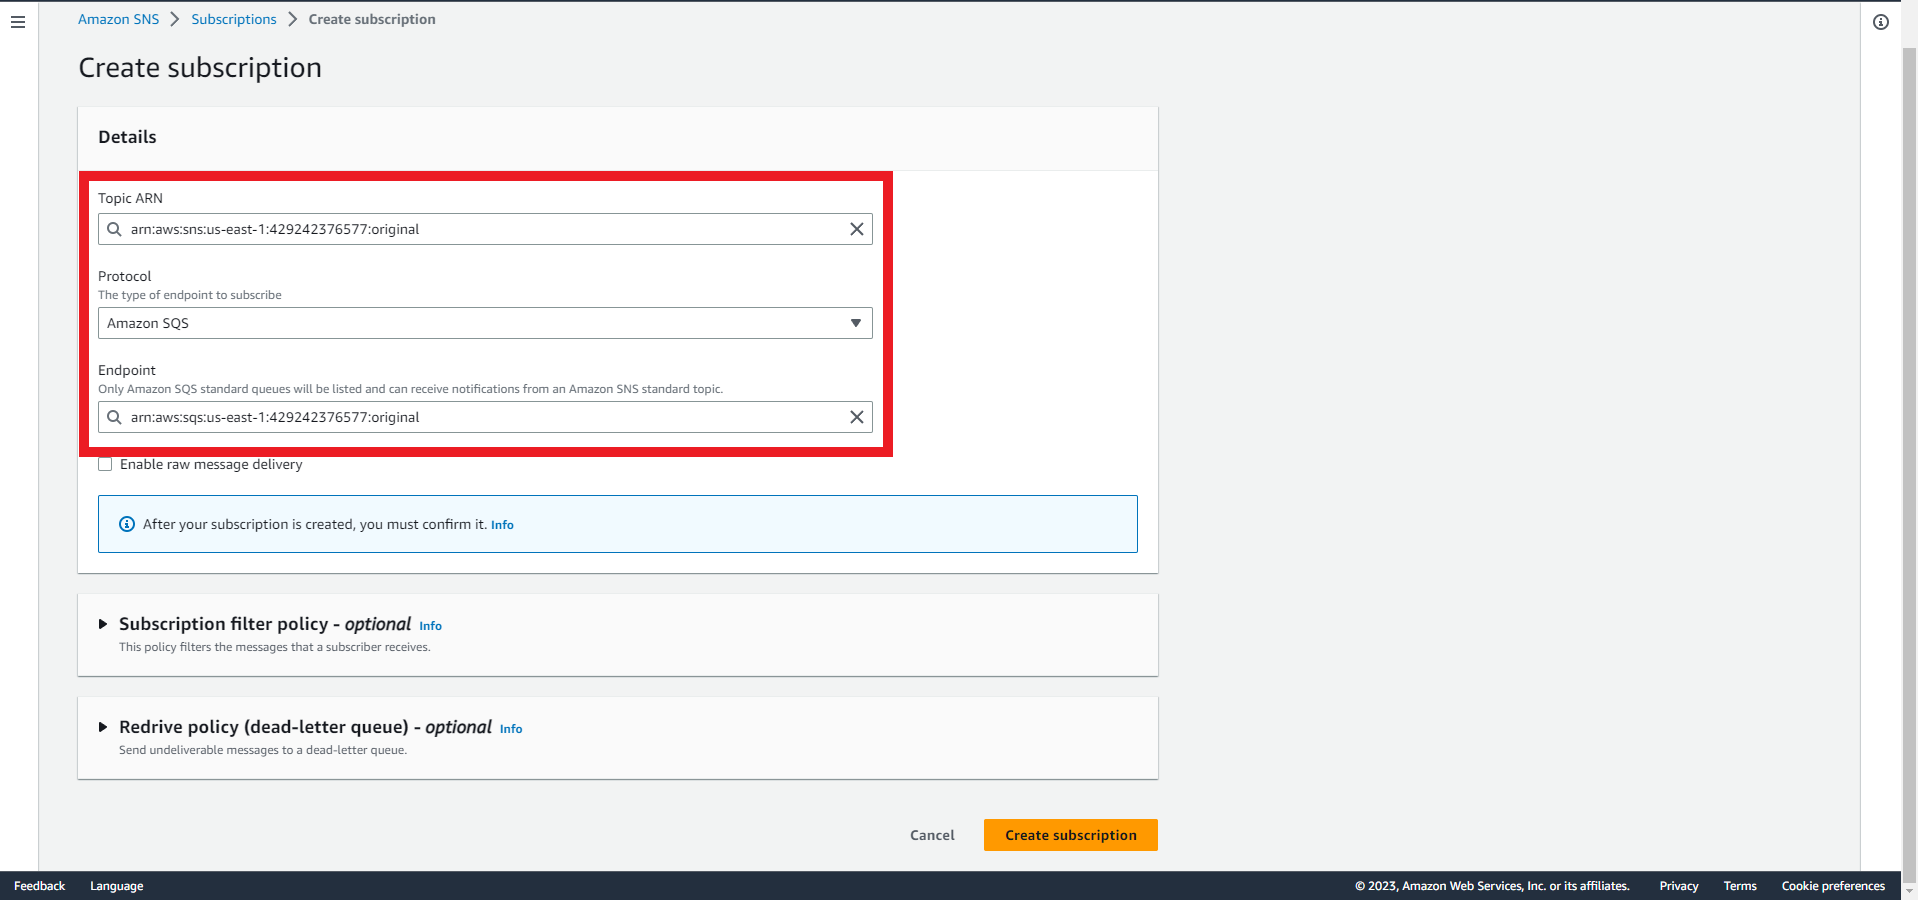 Amazon SNS > Subscriptions > Create subscription
Create subscription
Details
Topic ARN
arn:aws:sns:us-east-1:429242376577:original
Protocol
The type of endpoint to subscribe
Amazon SQS
Endpoint
Only Amazon SQS standard queues will be listed and can receive notifications from an Amazon SNS standard topic.
arn:aws:sqs:us-east-1:429242376577:original
Enable raw message delivery
After your subscription is created, you must confirm it. Info
Subscription filter policy - optional Info
This policy filters the messages that a subscriber receives.
Redrive policy (dead-letter queue) - optional Info
Send undeliverable messages to a dead-letter queue.
Cancel Create subscription
Feedback Language © 2023, Amazon Web Services, Inc. or its affiliates. Privacy Terms Cookie preferences